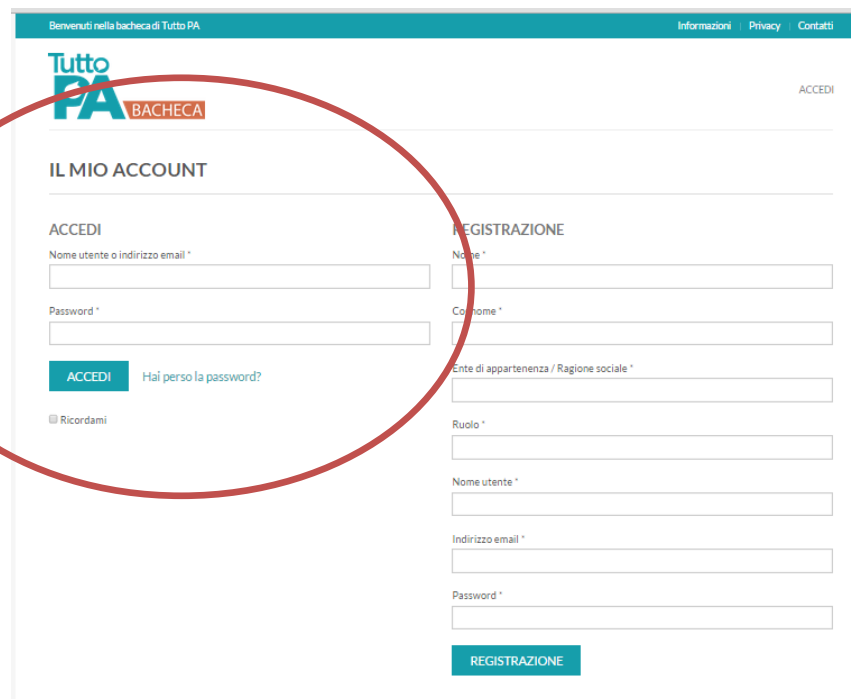 Benvenuti nella bacheca di Tutto PA
Informazioni | Privacy | Contatti
Tutto
PA BACHECA
ACCEDI
IL MIO ACCOUNT
ACCEDI
Nome utente o indirizzo email *
Password *
ACCEDI Hai perso la password?
Ricordami
REGISTRAZIONE
Nome *
Cognome *
Ente di appartenenza / Ragione sociale *
Ruolo *
Nome utente *
Indirizzo email *
Password *
REGISTRAZIONE